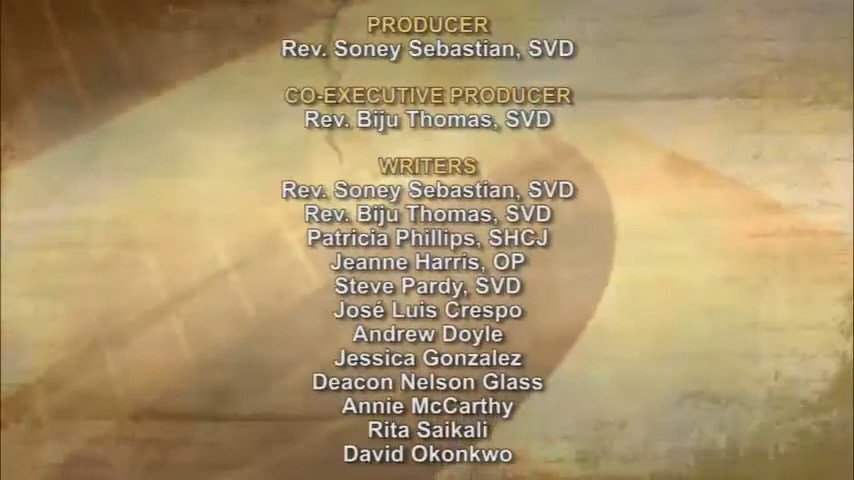 PRODUCER
Rev. Soney Sebastian, SVD
CO-EXECUTIVE PRODUCER
Rev. Biju Thomas, SVD
WRITERS
Rev. Soney Sebastian, SVD
Rev. Biju Thomas, SVD
Patricia Phillips, SHCJ
Jeanne Harris, OP
Steve Pardy, SVD
José Luis Crespo
Andrew Doyle
Jessica Gonzalez
Deacon Nelson Glass
Annie McCarthy
Rita Saikali
David Okonkwo